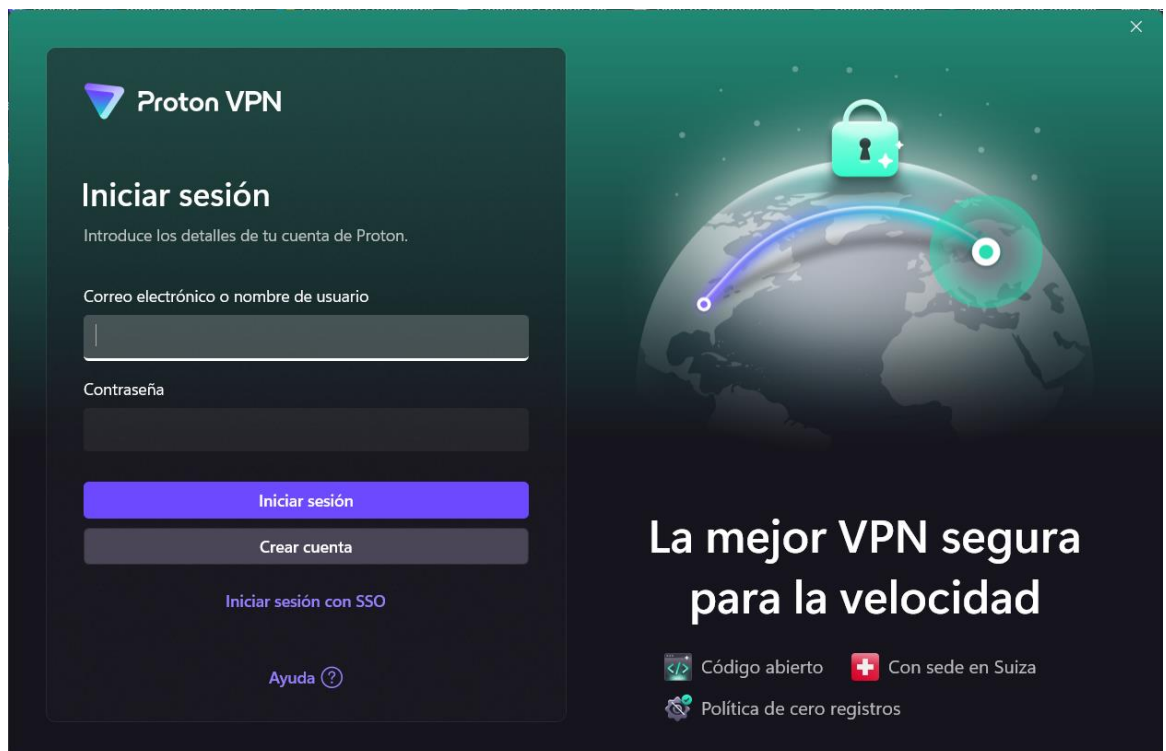 Proton VPN
Iniciar sesión
Introduce los detalles de tu cuenta de Proton.
Correo electrónico o nombre de usuario
Contraseña
Iniciar sesión
Crear cuenta
Iniciar sesión con SSO
Ayuda
La mejor VPN segura
para la velocidad
Código abierto
Con sede en Suiza
Política de cero registros